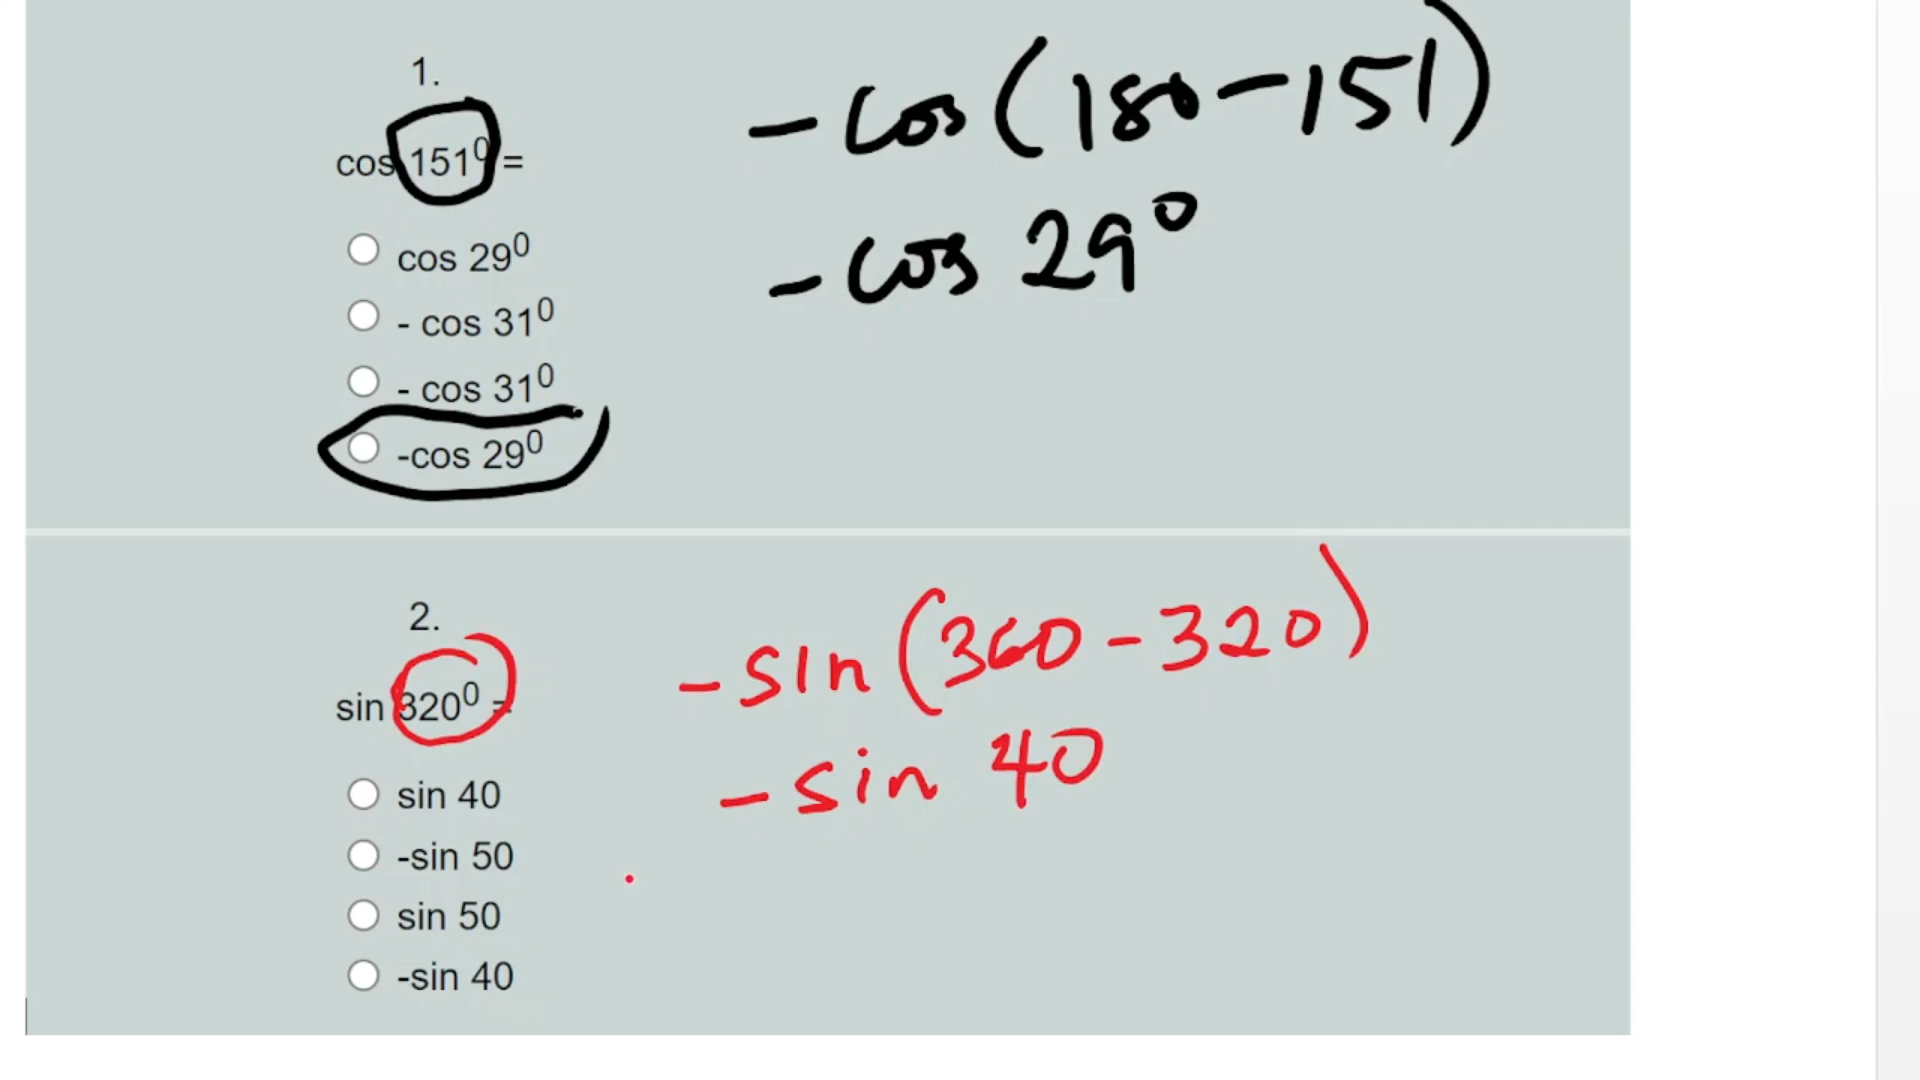 1.
cos 151⁰ =
cos 29⁰
- cos 31⁰
- cos 31⁰
-cos 29⁰
-cos(180-151)
-cos 29⁰
2.
sin 320⁰ =
sin 40
-sin 50
sin 50
-sin 40
-sin(360-320)
-sin 40